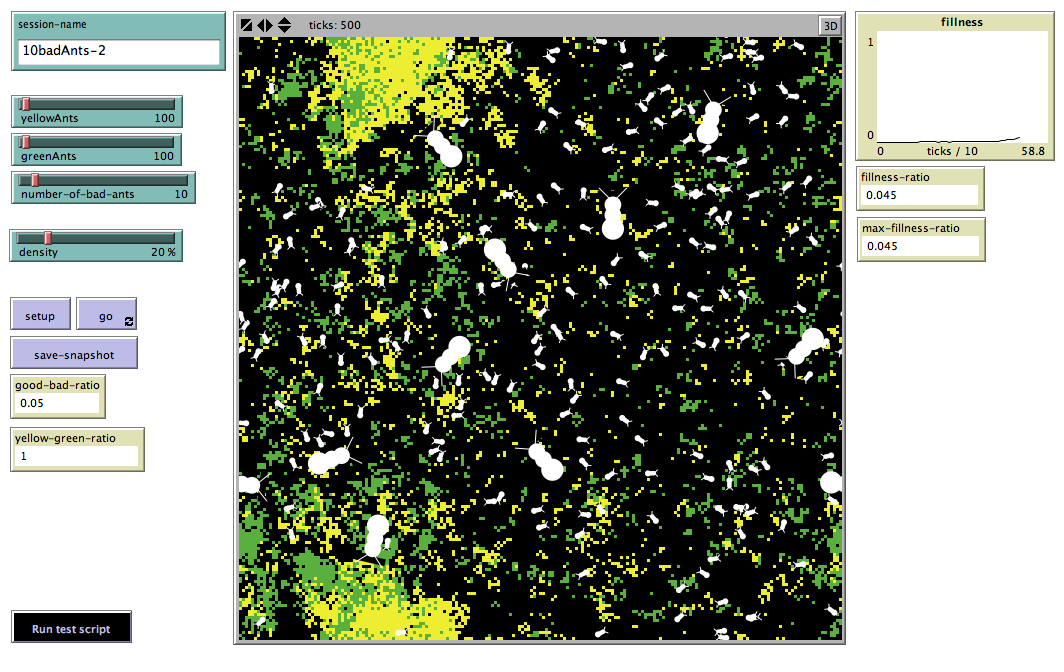 session-name
10badAnts-2
yellowAnts 100
greenAnts 100
number-of-bad-ants 10
density 20 %
setup
go
save-snapshot
good-bad-ratio
0.05
yellow-green-ratio
1
Run test script
ticks: 500
3D
fillness
1
0
0 ticks / 10 58.8
fillness-ratio
0.045
max-fillness-ratio
0.045